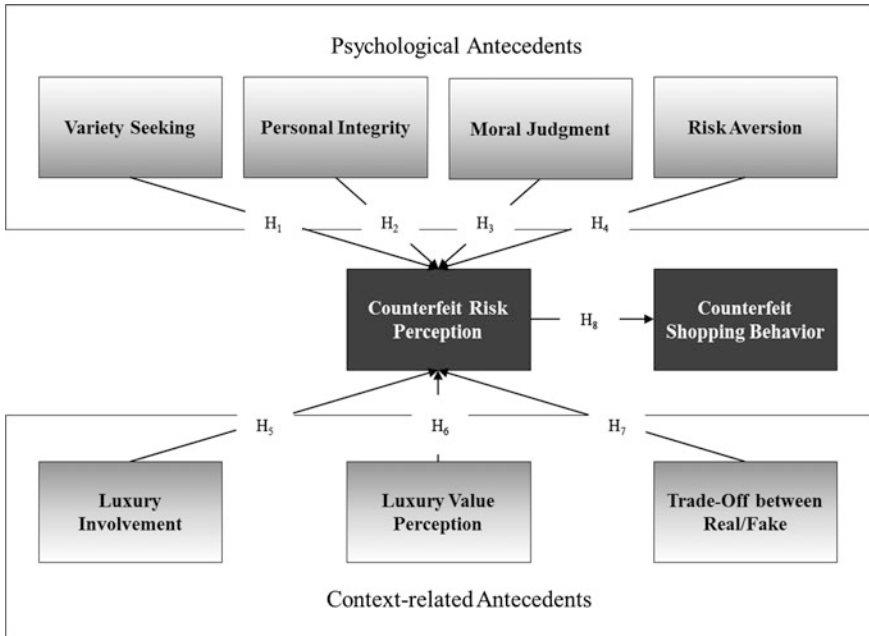 Psychological Antecedents
Variety Seeking
Personal Integrity
Moral Judgment
Risk Aversion
H1
H2
H3
H4
Counterfeit Risk
Perception
H8
Counterfeit
Shopping Behavior
H5
H6
H7
Luxury
Involvement
Luxury Value
Perception
Trade-Off between
Real/Fake
Context-related Antecedents